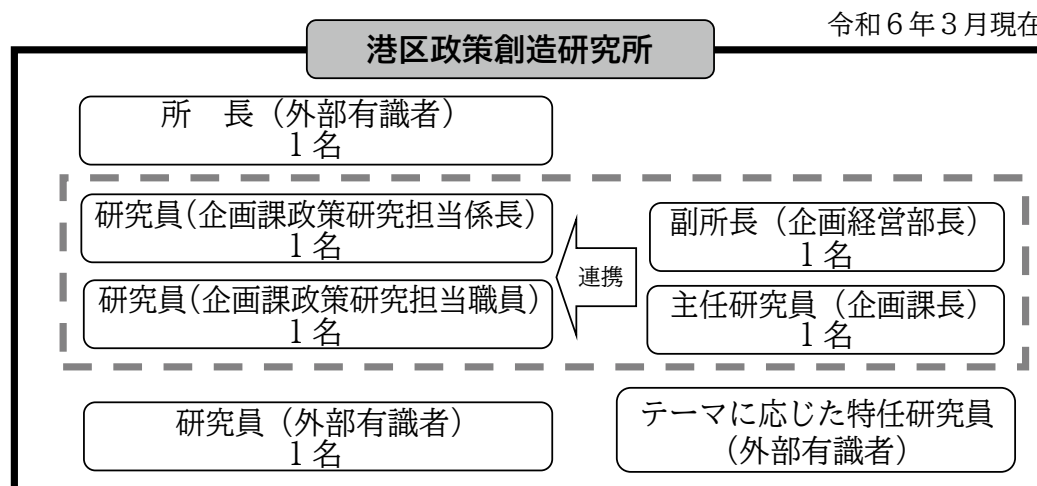 令和６年３月現在
港区政策創造研究所
所　長（外部有識者）
１名
研究員（企画課政策研究担当係長）
１名
研究員（企画課政策研究担当職員）
１名
連携
副所長（企画経営部長）
１名
主任研究員（企画課長）
１名
研究員（外部有識者）
１名
テーマに応じた特任研究員
（外部有識者）